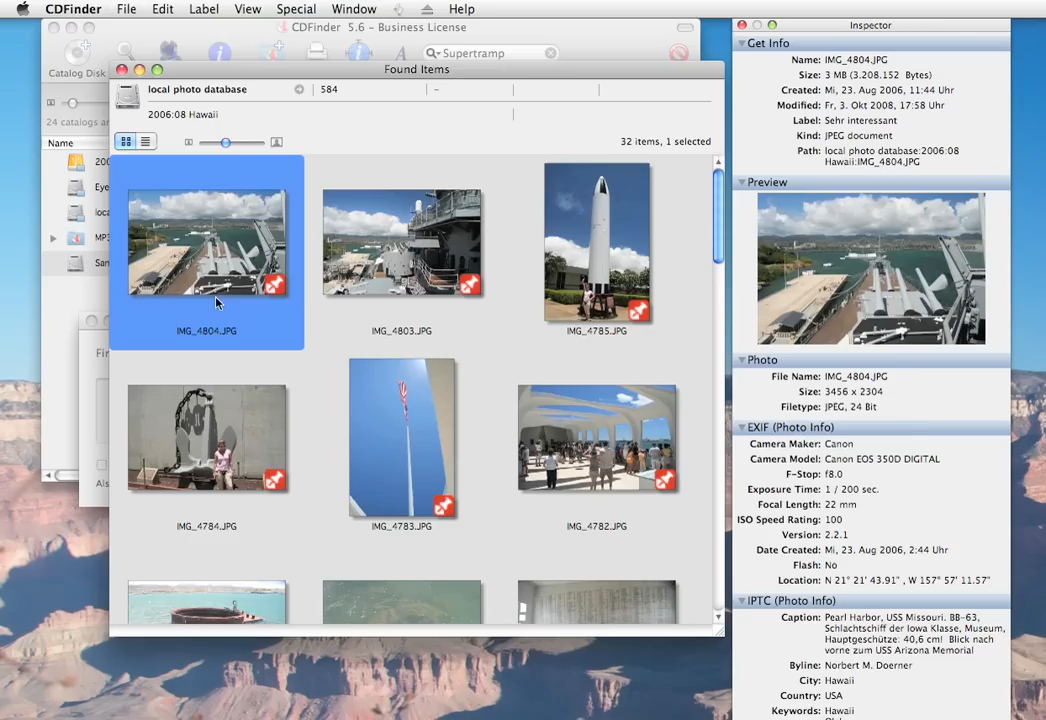 CDFinder File Edit Label View Special Window Help
CDFinder 5.6 - Business License
Catalog Disk
Supertramp
24 catalogs an
Name
200
Eye
loca
MP3
San
Fin
Als
Found Items
local photo database 584 –
2006:08 Hawaii
32 items, 1 selected
IMG_4804.JPG
IMG_4803.JPG
IMG_4785.JPG
IMG_4784.JPG
IMG_4783.JPG
IMG_4782.JPG
Inspector
Get Info
Name: IMG_4804.JPG
Size: 3 MB (3.208.152 Bytes)
Created: Mi, 23. Aug 2006, 11:44 Uhr
Modified: Fr, 3. Okt 2008, 17:58 Uhr
Label: Sehr interessant
Kind: JPEG document
Path: local photo database:2006:08
Hawaii:IMG_4804.JPG
Preview
Photo
File Name: IMG_4804.JPG
Size: 3456 x 2304
Filetype: JPEG, 24 Bit
EXIF (Photo Info)
Camera Maker: Canon
Camera Model: Canon EOS 350D DIGITAL
F-Stop: f8.0
Exposure Time: 1 / 200 sec.
Focal Length: 22 mm
ISO Speed Rating: 100
Version: 2.2.1
Date Created: Mi, 23. Aug 2006, 2:44 Uhr
Flash: No
Location: N 21° 21' 43.91" , W 157° 57' 11.57"
IPTC (Photo Info)
Caption: Pearl Harbor, USS Missouri. BB-63,
Schlachtschiff der Iowa Klasse, Museum,
Hauptgeschütze: 40,6 cm! Blick nach
vorne zum USS Arizona Memorial
Byline: Norbert M. Doerner
City: Hawaii
Country: USA
Keywords: Hawaii